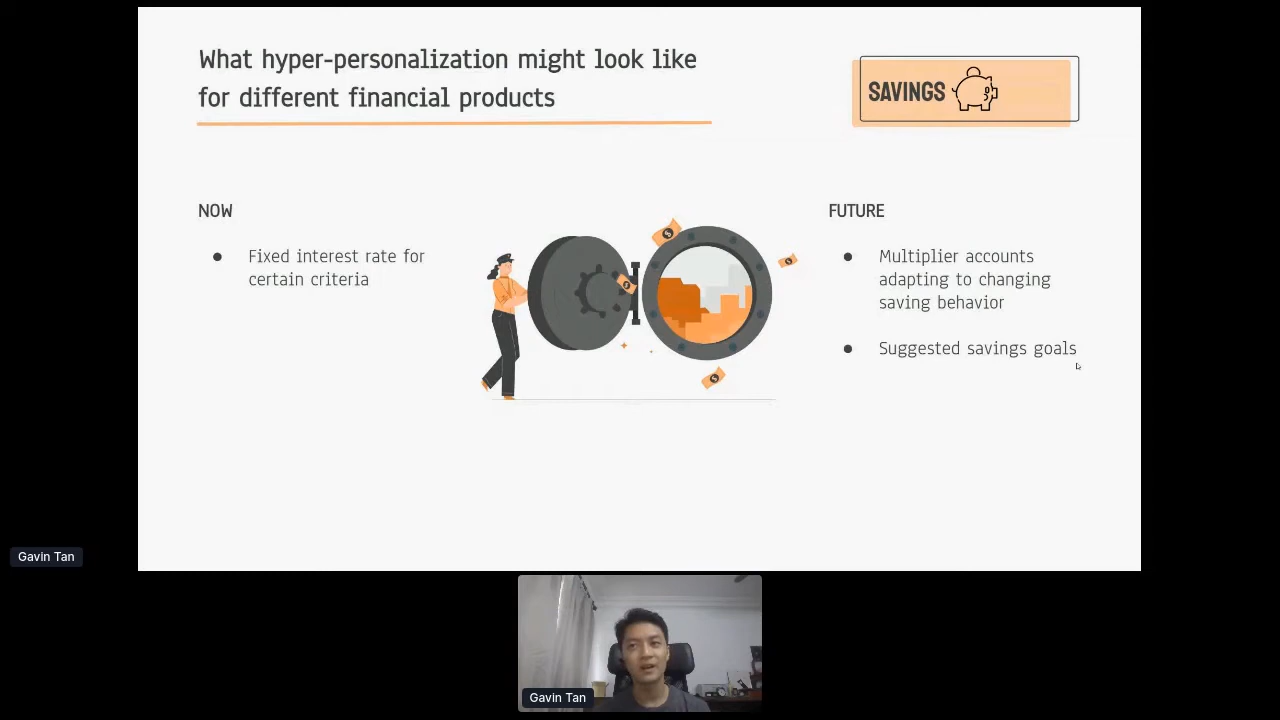 What hyper-personalization might look like
for different financial products
SAVINGS
NOW
● Fixed interest rate for
certain criteria
FUTURE
● Multiplier accounts
adapting to changing
saving behavior
● Suggested savings goals
Gavin Tan
Gavin Tan